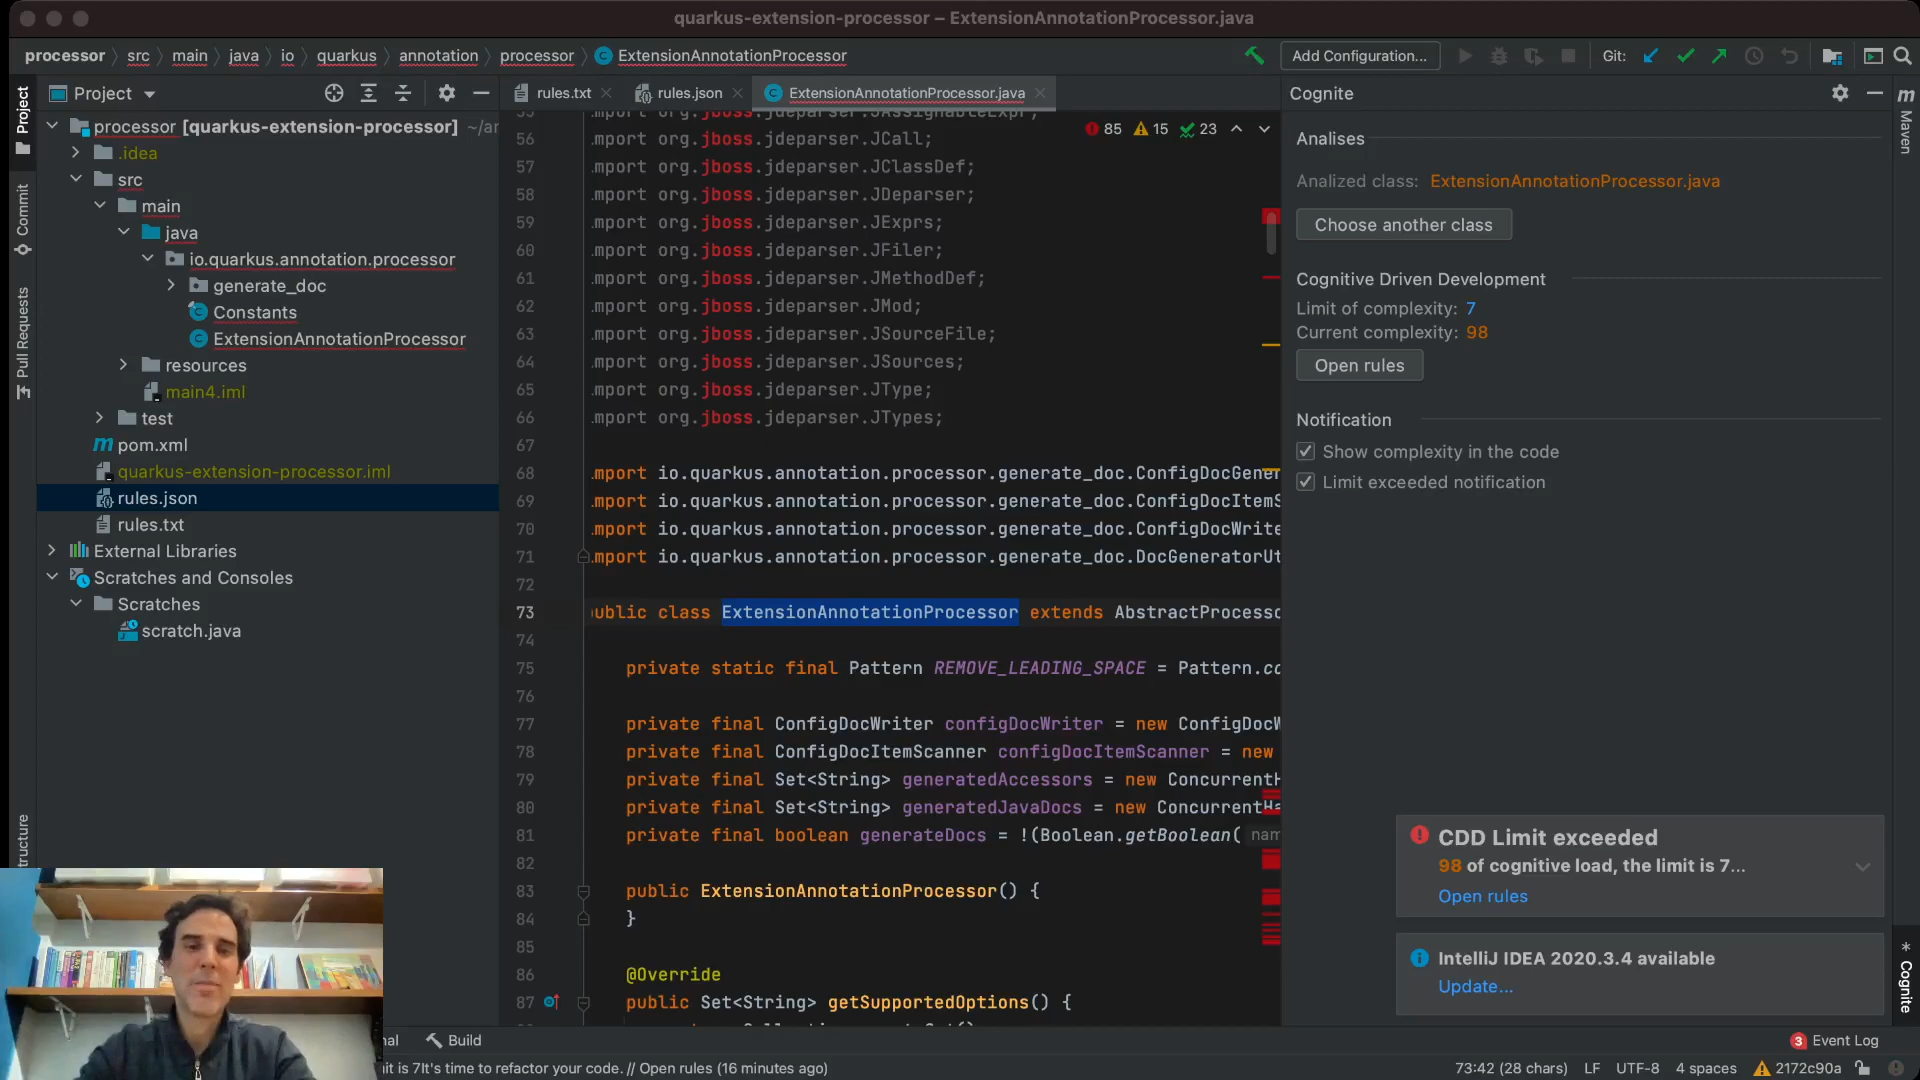 quarkus-extension-processor – ExtensionAnnotationProcessor.java
processor src main java io quarkus annotation processor ExtensionAnnotationProcessor
Add Configuration...
Git:
Project
Commit
Pull Requests
Project
processor [quarkus-extension-processor]
.idea
src
main
java
io.quarkus.annotation.processor
generate_doc
Constants
ExtensionAnnotationProcessor
resources
main4.iml
test
pom.xml
quarkus-extension-processor.iml
rules.json
rules.txt
External Libraries
Scratches and Consoles
Scratches
scratch.java
rules.txt
rules.json
ExtensionAnnotationProcessor.java
85 15 23
56 mport org.jboss.jdeparser.JCall;
57 mport org.jboss.jdeparser.JClassDef;
58 mport org.jboss.jdeparser.JDeparser;
59 mport org.jboss.jdeparser.JExprs;
60 mport org.jboss.jdeparser.JFiler;
61 mport org.jboss.jdeparser.JMethodDef;
62 mport org.jboss.jdeparser.JMod;
63 mport org.jboss.jdeparser.JSourceFile;
64 mport org.jboss.jdeparser.JSources;
65 mport org.jboss.jdeparser.JType;
66 mport org.jboss.jdeparser.JTypes;
67
68 mport io.quarkus.annotation.processor.generate_doc.ConfigDocGener
69 mport io.quarkus.annotation.processor.generate_doc.ConfigDocItemS
70 mport io.quarkus.annotation.processor.generate_doc.ConfigDocWrite
71 mport io.quarkus.annotation.processor.generate_doc.DocGeneratorUt
72
73 ublic class ExtensionAnnotationProcessor extends AbstractProcesso
74
75 private static final Pattern REMOVE_LEADING_SPACE = Pattern.co
76
77 private final ConfigDocWriter configDocWriter = new ConfigDocW
78 private final ConfigDocItemScanner configDocItemScanner = new
79 private final Set<String> generatedAccessors = new ConcurrentH
80 private final Set<String> generatedJavaDocs = new ConcurrentHa
81 private final boolean generateDocs = !(Boolean.getBoolean( nam
82
83 public ExtensionAnnotationProcessor() {
84 }
85
86 @Override
87 public Set<String> getSupportedOptions() {
Cognite
Analises
Analized class: ExtensionAnnotationProcessor.java
Choose another class
Cognitive Driven Development
Limit of complexity: 7
Current complexity: 98
Open rules
Notification
Show complexity in the code
Limit exceeded notification
CDD Limit exceeded
98 of cognitive load, the limit is 7...
Open rules
IntelliJ IDEA 2020.3.4 available
Update...
m Maven
Cognite
tructure
nal
Build
3 Event Log
it is 7It's time to refactor your code. // Open rules (16 minutes ago)
73:42 (28 chars) LF UTF-8 4 spaces 2172c90a